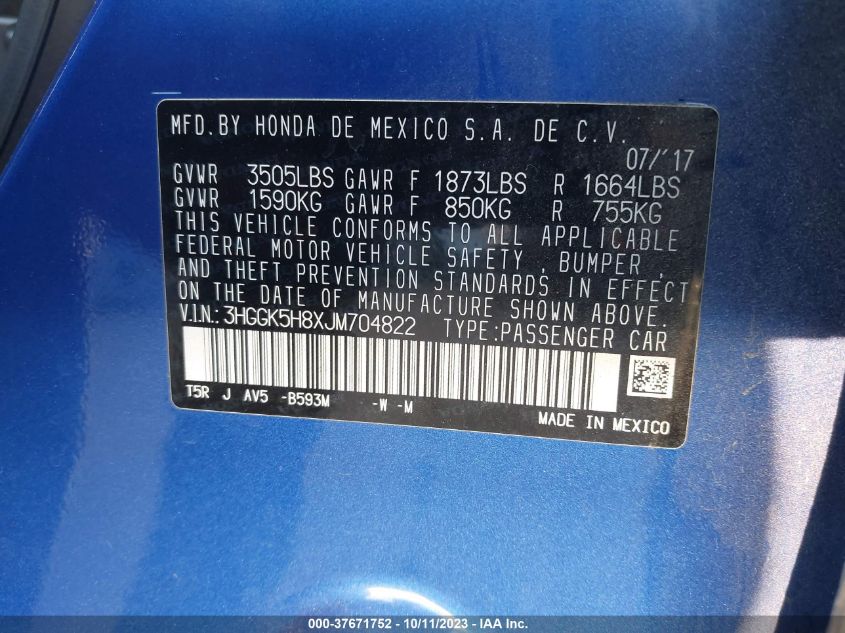 MFD.BY HONDA DE MEXICO S.A. DE C.V.
07/'17
GVWR 3505LBS GAWR F 1873LBS R 1664LBS
GVWR 1590KG GAWR F 850KG R 755KG
THIS VEHICLE CONFORMS TO ALL APPLICABLE
FEDERAL MOTOR VEHICLE SAFETY , BUMPER ,
AND THEFT PREVENTION STANDARDS IN EFFECT
ON THE DATE OF MANUFACTURE SHOWN ABOVE.
V.I.N.:3HGGK5H8XJM704822 TYPE:PASSENGER CAR
T5R J AV5 -B593M -W -M
MADE IN MEXICO
000-37671752 - 10/11/2023 - IAA, Inc.